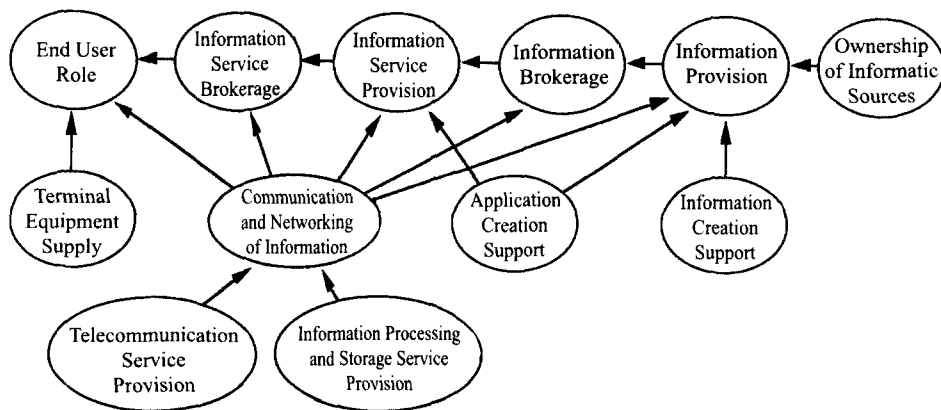 End User
Role
Information
Service
Brokerage
Information
Service
Provision
Information
Brokerage
Information
Provision
Ownership
of Informatic
Sources
Terminal
Equipment
Supply
Communication
and Networking
of Information
Application
Creation
Support
Information
Creation
Support
Telecommunication
Service
Provision
Information Processing
and Storage Service
Provision